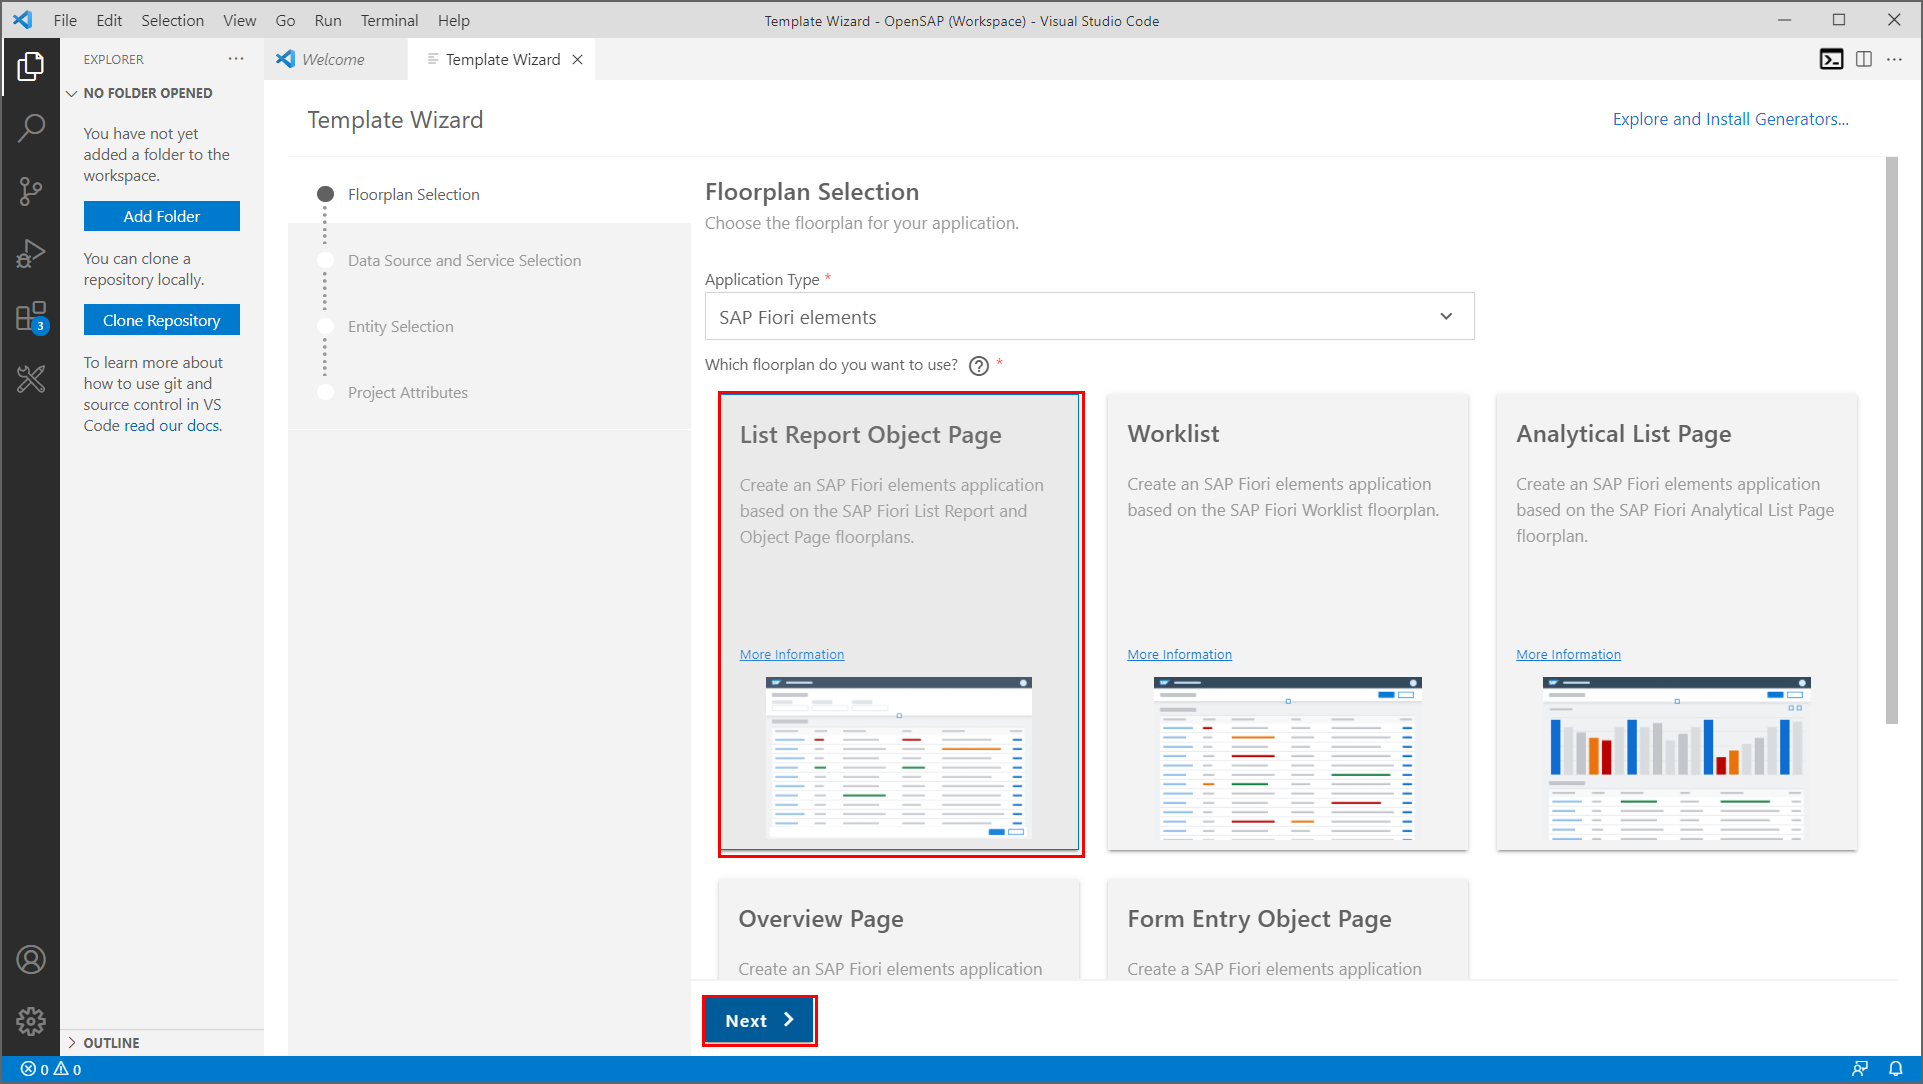 File Edit Selection View Go Run Terminal Help
Template Wizard - OpenSAP (Workspace) - Visual Studio Code
EXPLORER
Welcome
Template Wizard
NO FOLDER OPENED
You have not yet
added a folder to the
workspace.
Add Folder
You can clone a
repository locally.
Clone Repository
To learn more about
how to use git and
source control in VS
Code read our docs.
3
OUTLINE
Template Wizard
Explore and Install Generators...
Floorplan Selection
Data Source and Service Selection
Entity Selection
Project Attributes
Floorplan Selection
Choose the floorplan for your application.
Application Type *
SAP Fiori elements
Which floorplan do you want to use? ? *
List Report Object Page
Create an SAP Fiori elements application
based on the SAP Fiori List Report and
Object Page floorplans.
More Information
Worklist
Create an SAP Fiori elements application
based on the SAP Fiori Worklist floorplan.
More Information
Analytical List Page
Create an SAP Fiori elements application
based on the SAP Fiori Analytical List Page
floorplan.
More Information
Overview Page
Create an SAP Fiori elements application
Form Entry Object Page
Create a SAP Fiori elements application
Next
0 0